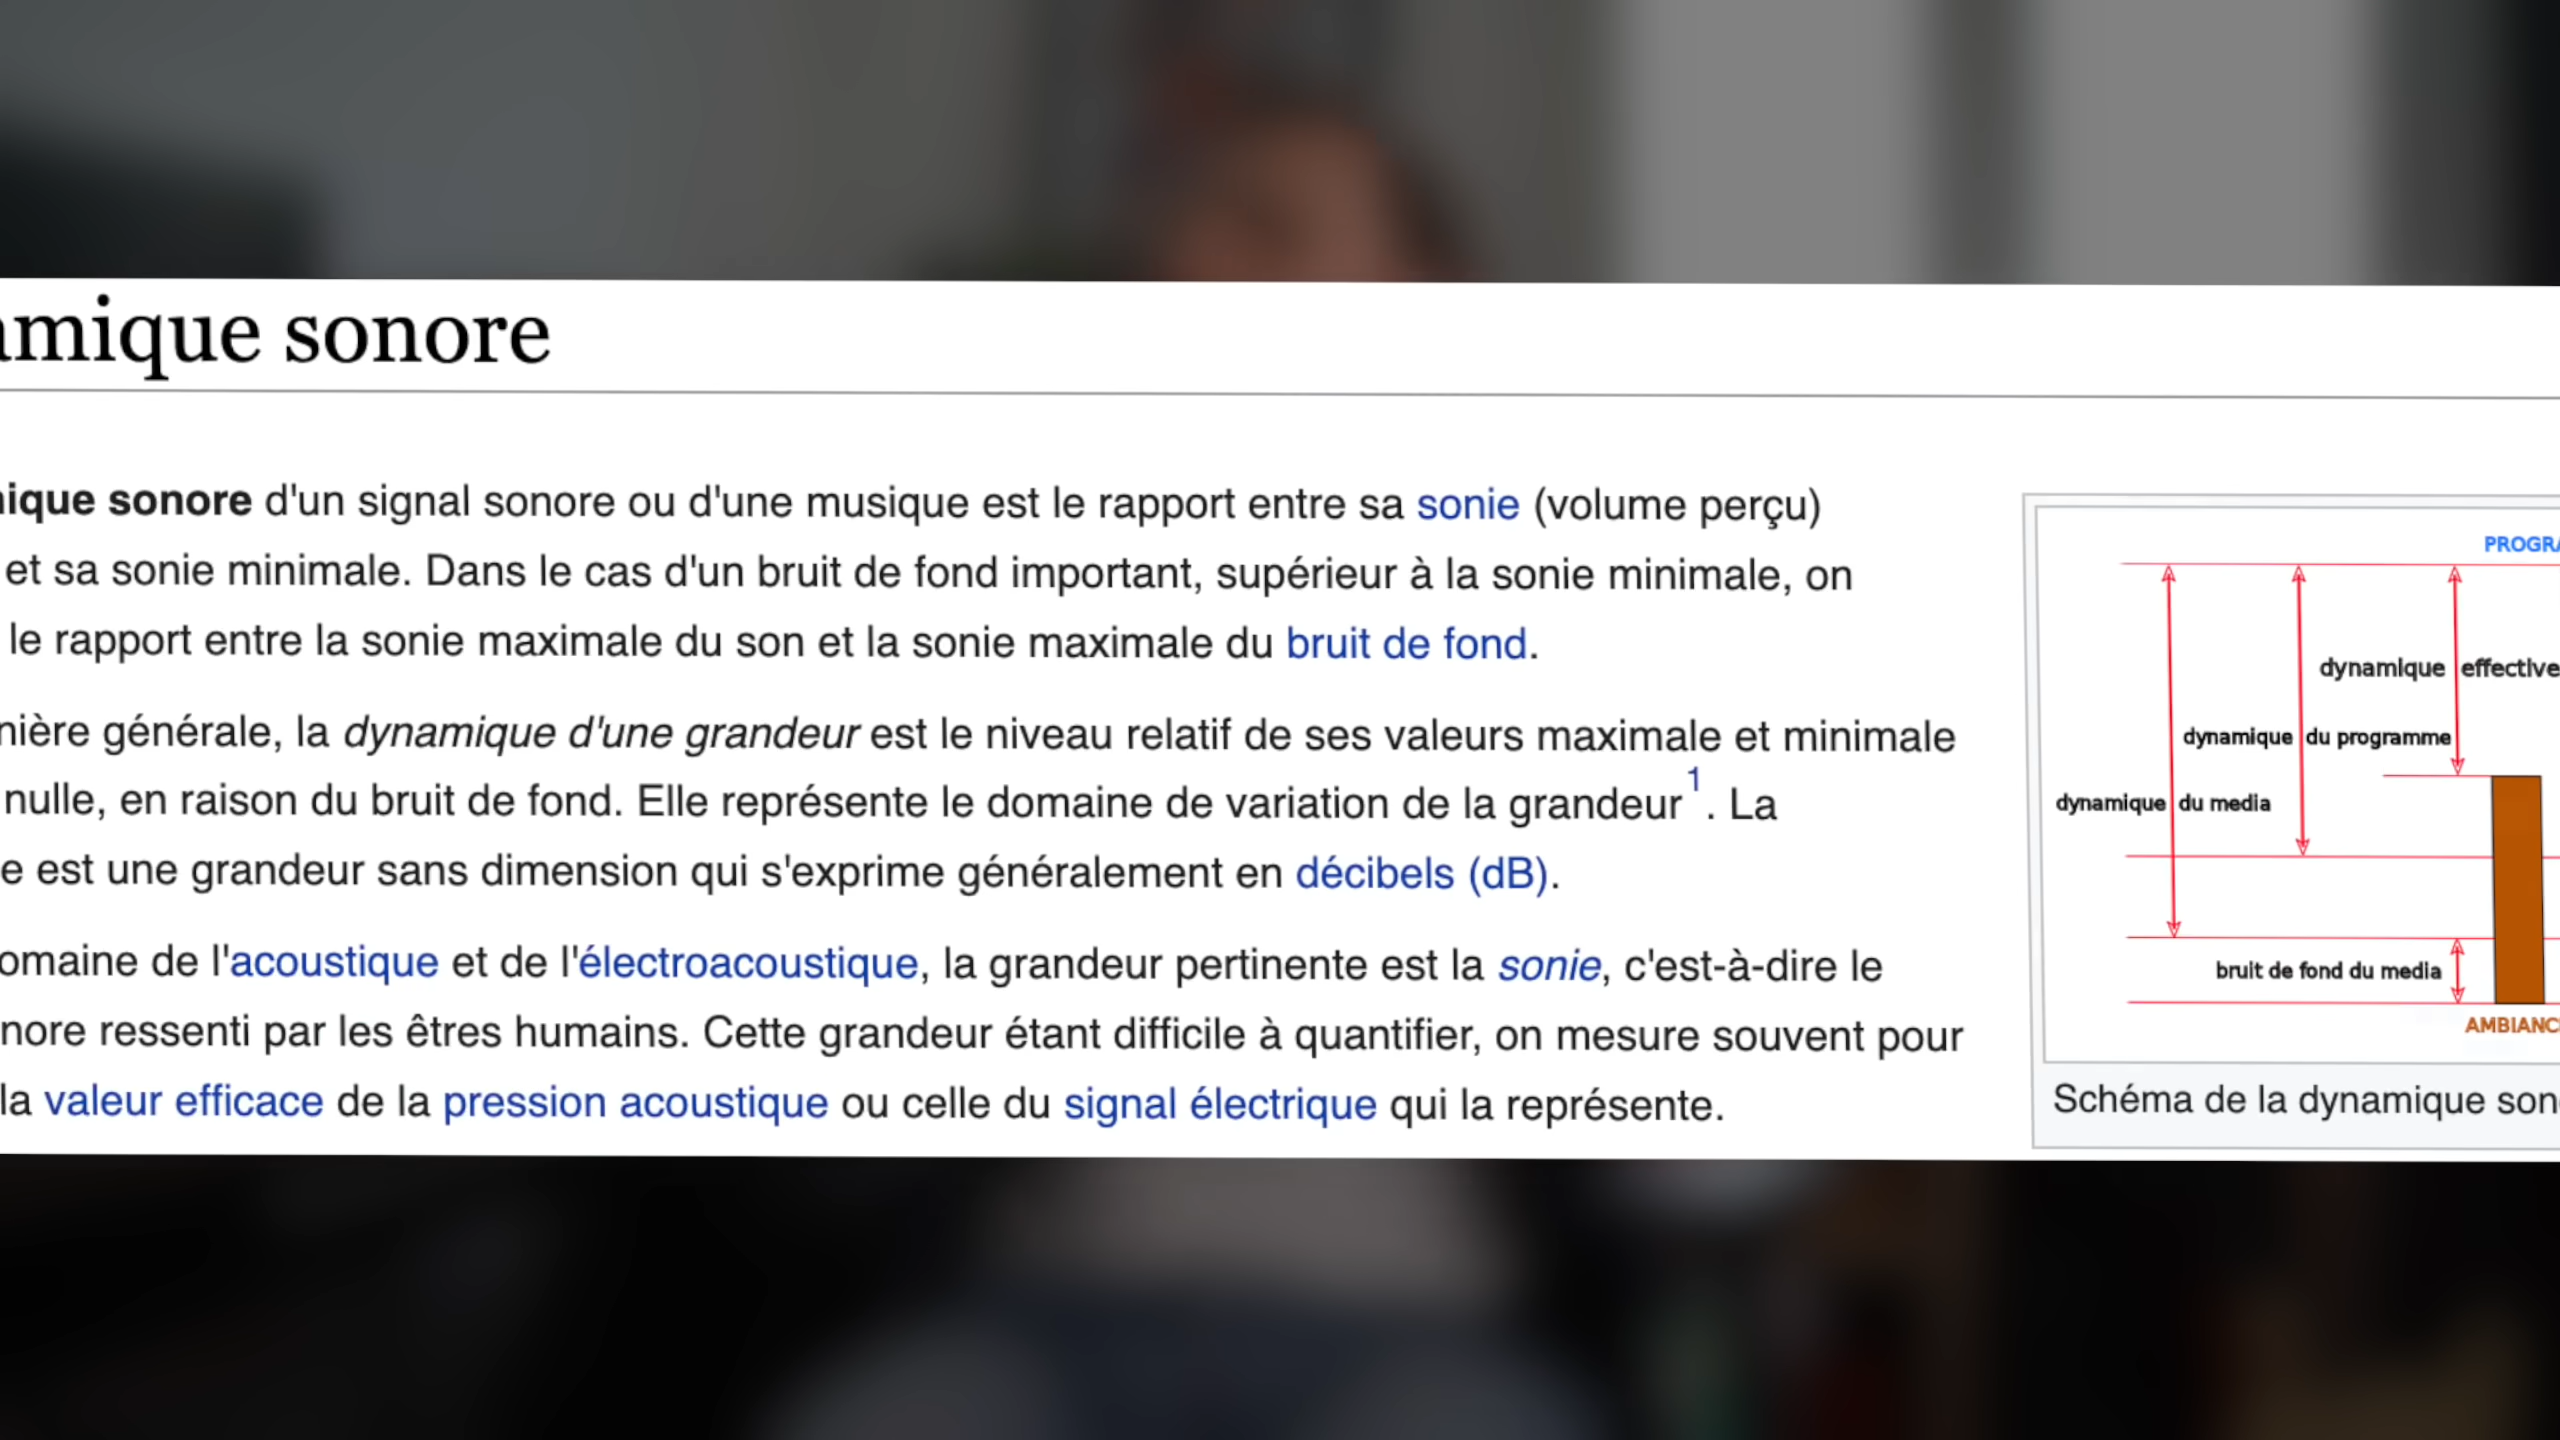 amique sonore
nique sonore d'un signal sonore ou d'une musique est le rapport entre sa sonie (volume perçu)
et sa sonie minimale. Dans le cas d'un bruit de fond important, supérieur à la sonie minimale, on
le rapport entre la sonie maximale du son et la sonie maximale du bruit de fond.
nière générale, la dynamique d'une grandeur est le niveau relatif de ses valeurs maximale et minimale
nulle, en raison du bruit de fond. Elle représente le domaine de variation de la grandeur1. La
e est une grandeur sans dimension qui s'exprime généralement en décibels (dB).
omaine de l'acoustique et de l'électroacoustique, la grandeur pertinente est la sonie, c'est-à-dire le
nore ressenti par les êtres humains. Cette grandeur étant difficile à quantifier, on mesure souvent pour
la valeur efficace de la pression acoustique ou celle du signal électrique qui la représente.
PROGRA
dynamique effective
dynamique du programme
dynamique du media
bruit de fond du media
AMBIANC
Schéma de la dynamique son